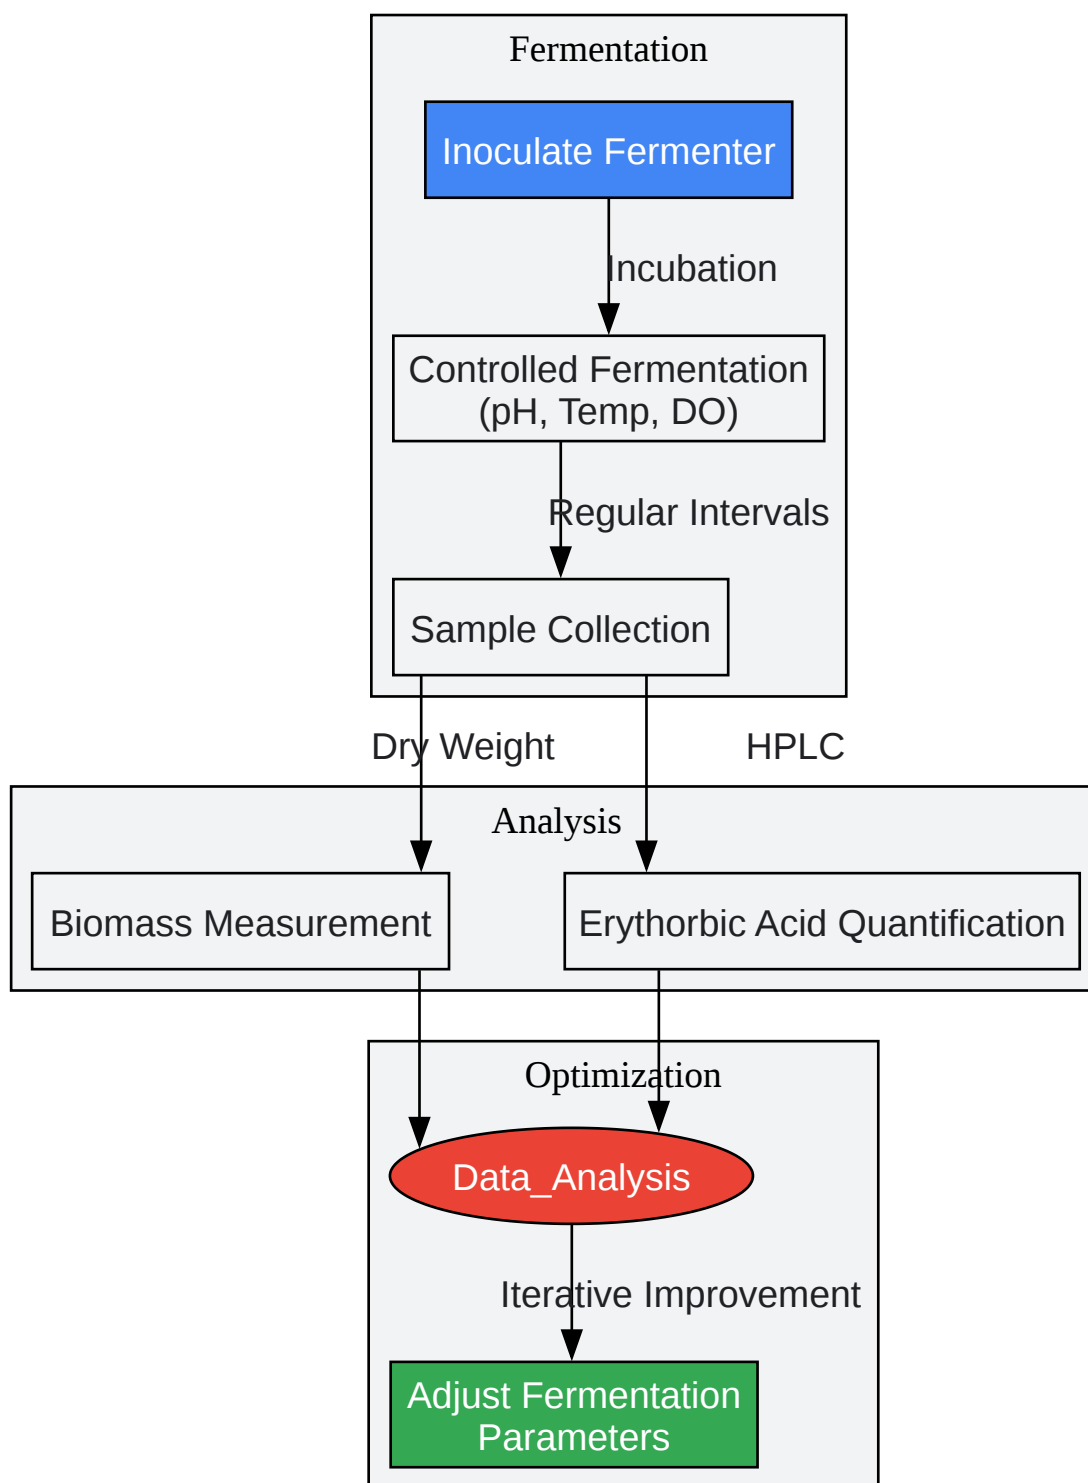 Fermentation
Inoculate Fermenter
Incubation
Controlled Fermentation
(pH, Temp, DO)
Regular Intervals
Sample Collection
Dry Weight
HPLC
Analysis
Biomass Measurement
Erythorbic Acid Quantification
Optimization
Data_Analysis
Iterative Improvement
Adjust Fermentation
Parameters